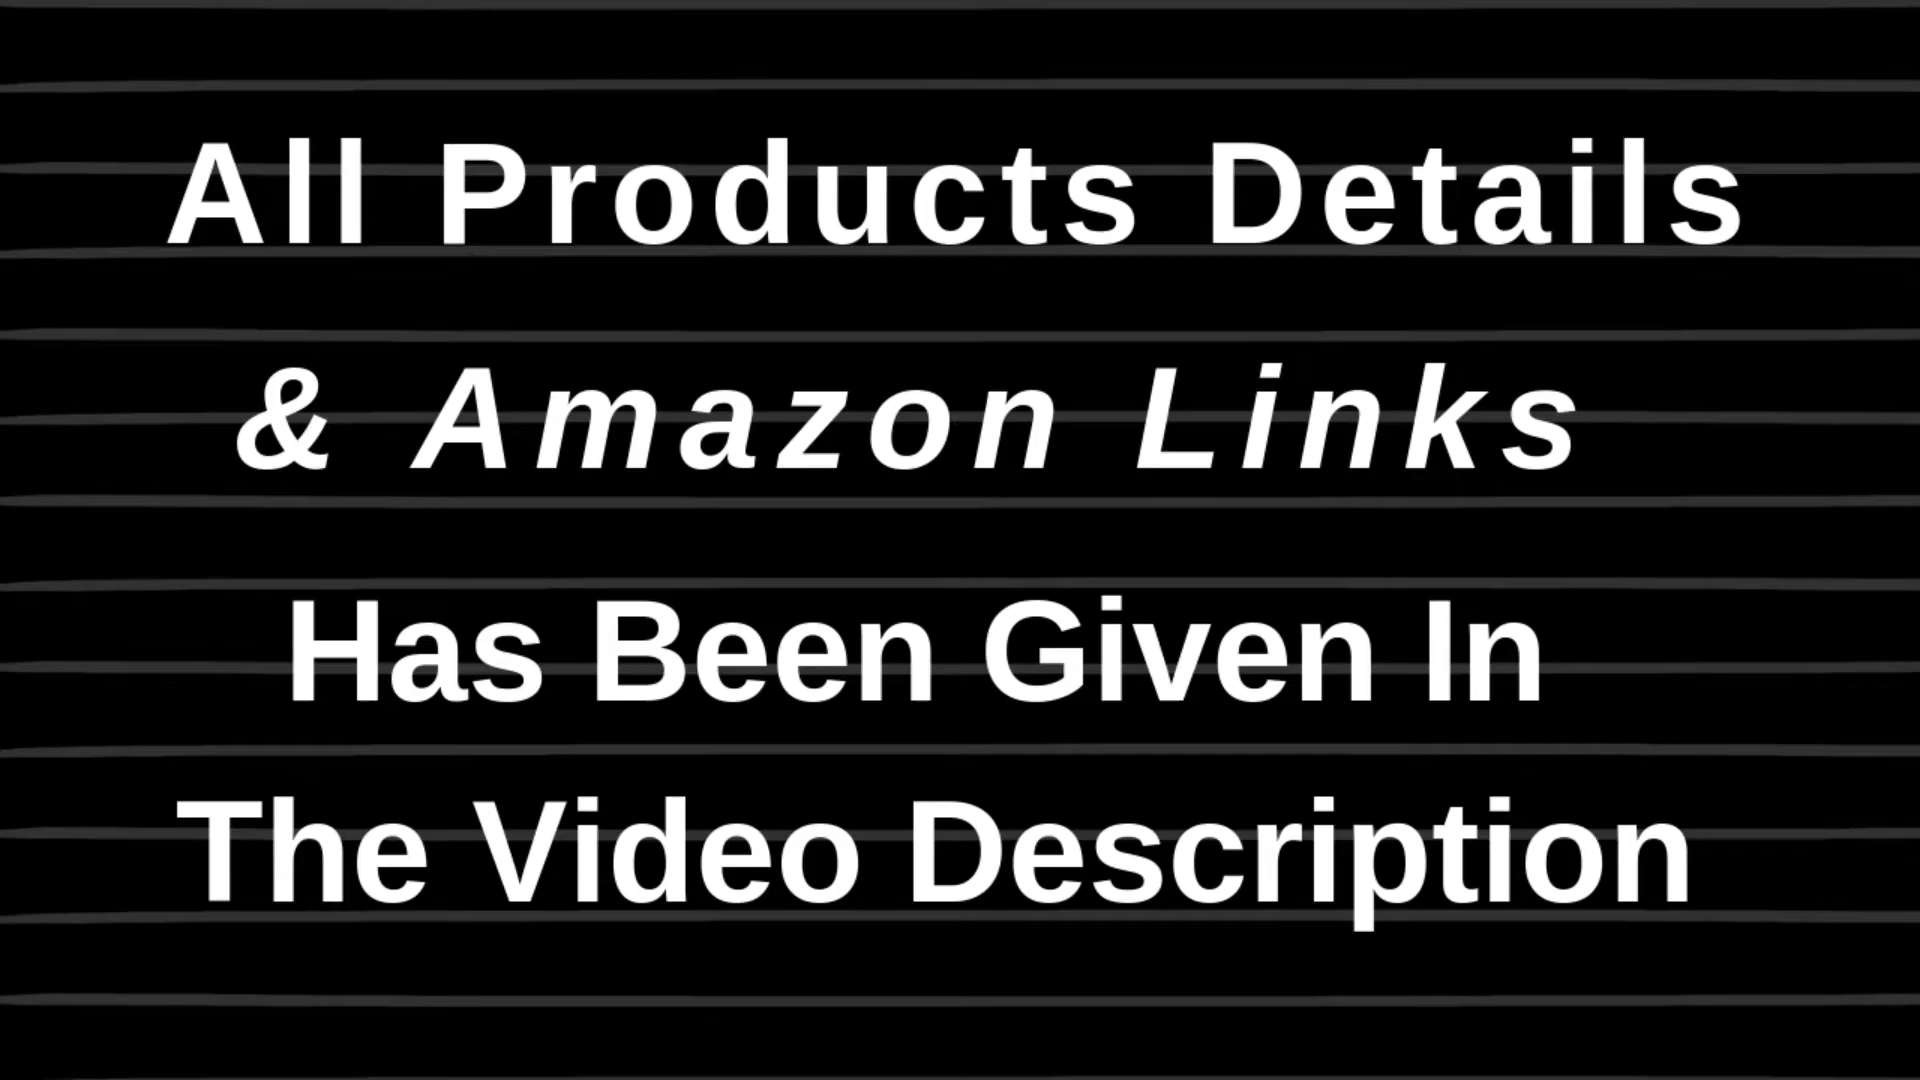 All Products Details
& Amazon Links
Has Been Given In
The Video Description